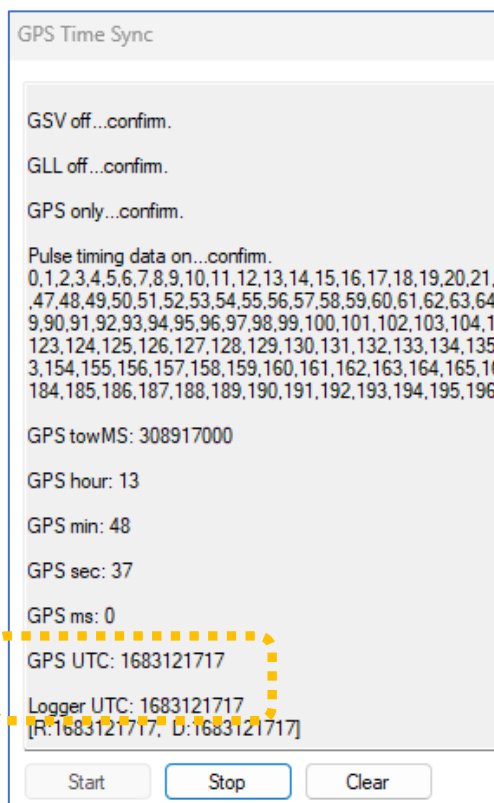 GPS Time Sync
GSV off...confirm.
GLL off...confirm.
GPS only...confirm.
Pulse timing data on...confirm.
0,1,2,3,4,5,6,7,8,9,10,11,12,13,14,15,16,17,18,19,20,21,
,47,48,49,50,51,52,53,54,55,56,57,58,59,60,61,62,63,64
9,90,91,92,93,94,95,96,97,98,99,100,101,102,103,104,1
123,124,125,126,127,128,129,130,131,132,133,134,135
3,154,155,156,157,158,159,160,161,162,163,164,165,16
184,185,186,187,188,189,190,191,192,193,194,195,196
GPS towMS: 308917000
GPS hour: 13
GPS min: 48
GPS sec: 37
GPS ms: 0
GPS UTC: 1683121717
Logger UTC: 1683121717
[R:1683121717, D:1683121717]
Start Stop Clear